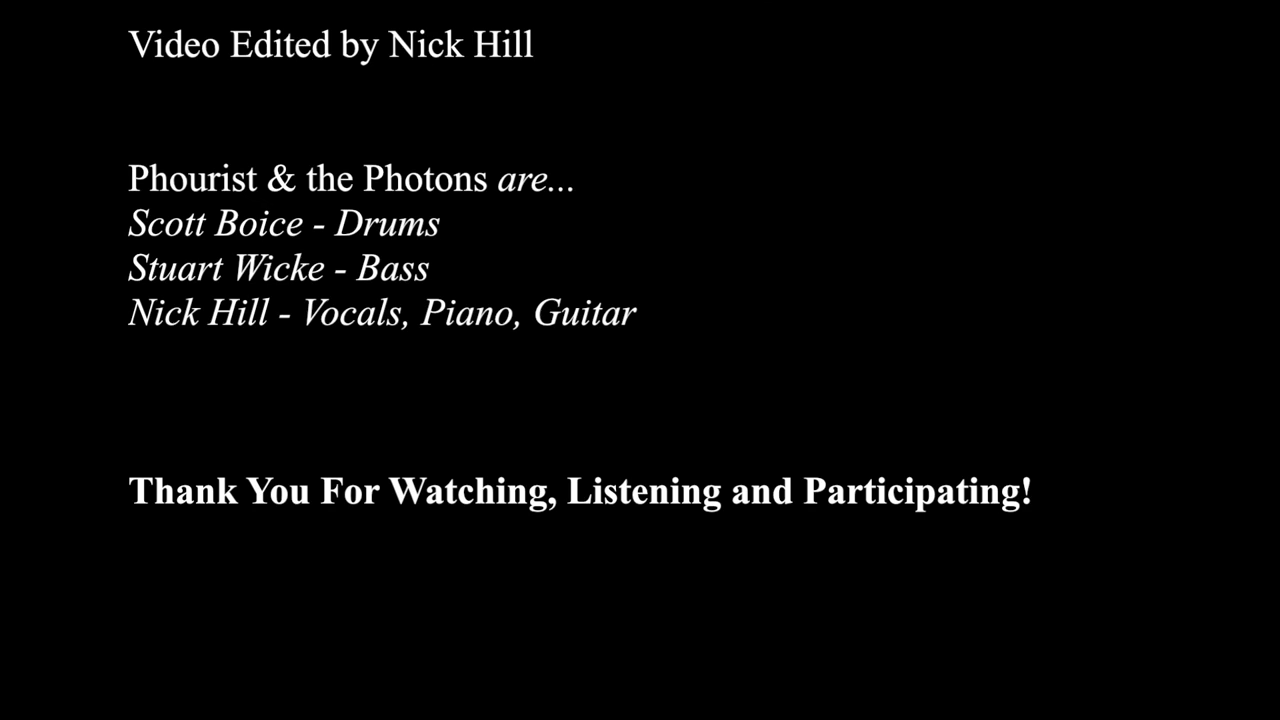 Video Edited by Nick Hill
Phourist & the Photons are...
Scott Boice - Drums
Stuart Wicke - Bass
Nick Hill - Vocals, Piano, Guitar
Thank You For Watching, Listening and Participating!